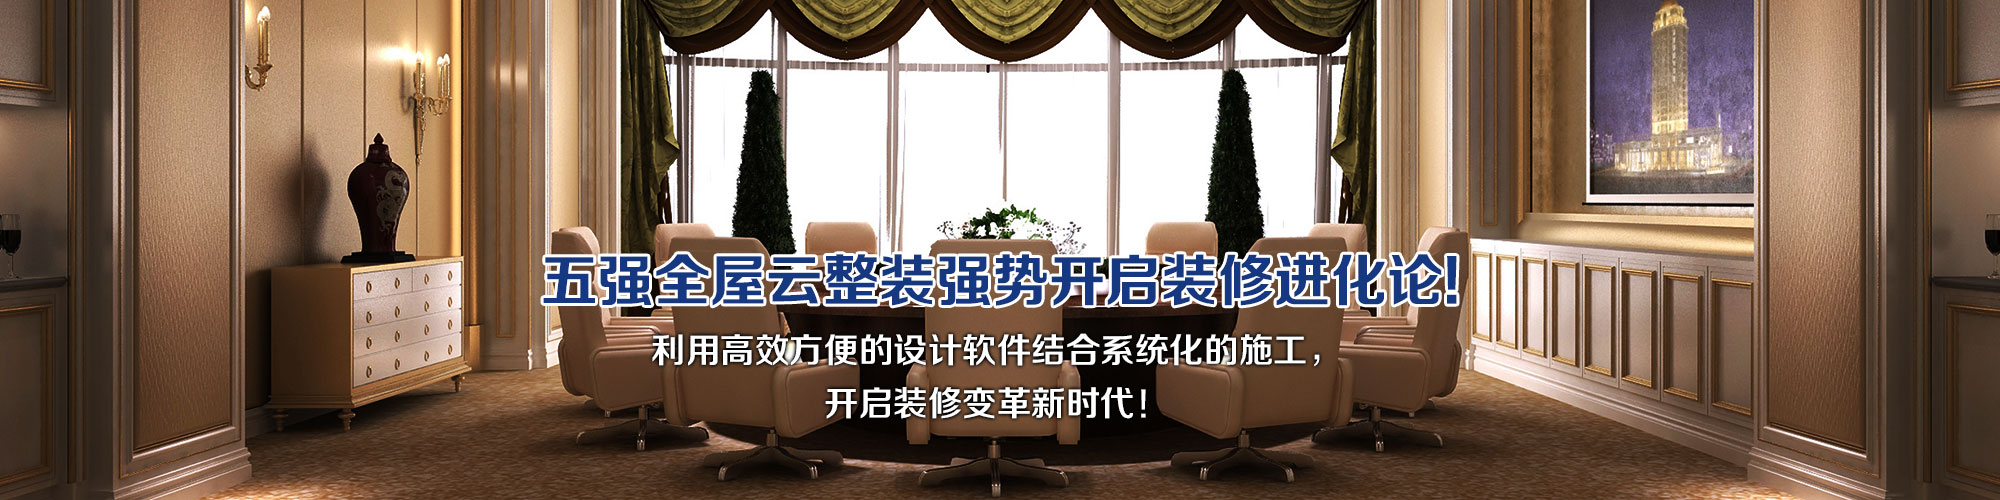 五强全屋云整装强势开启装修进化论!
利用高效方便的设计软件结合系统化的施工，
开启装修变革新时代！